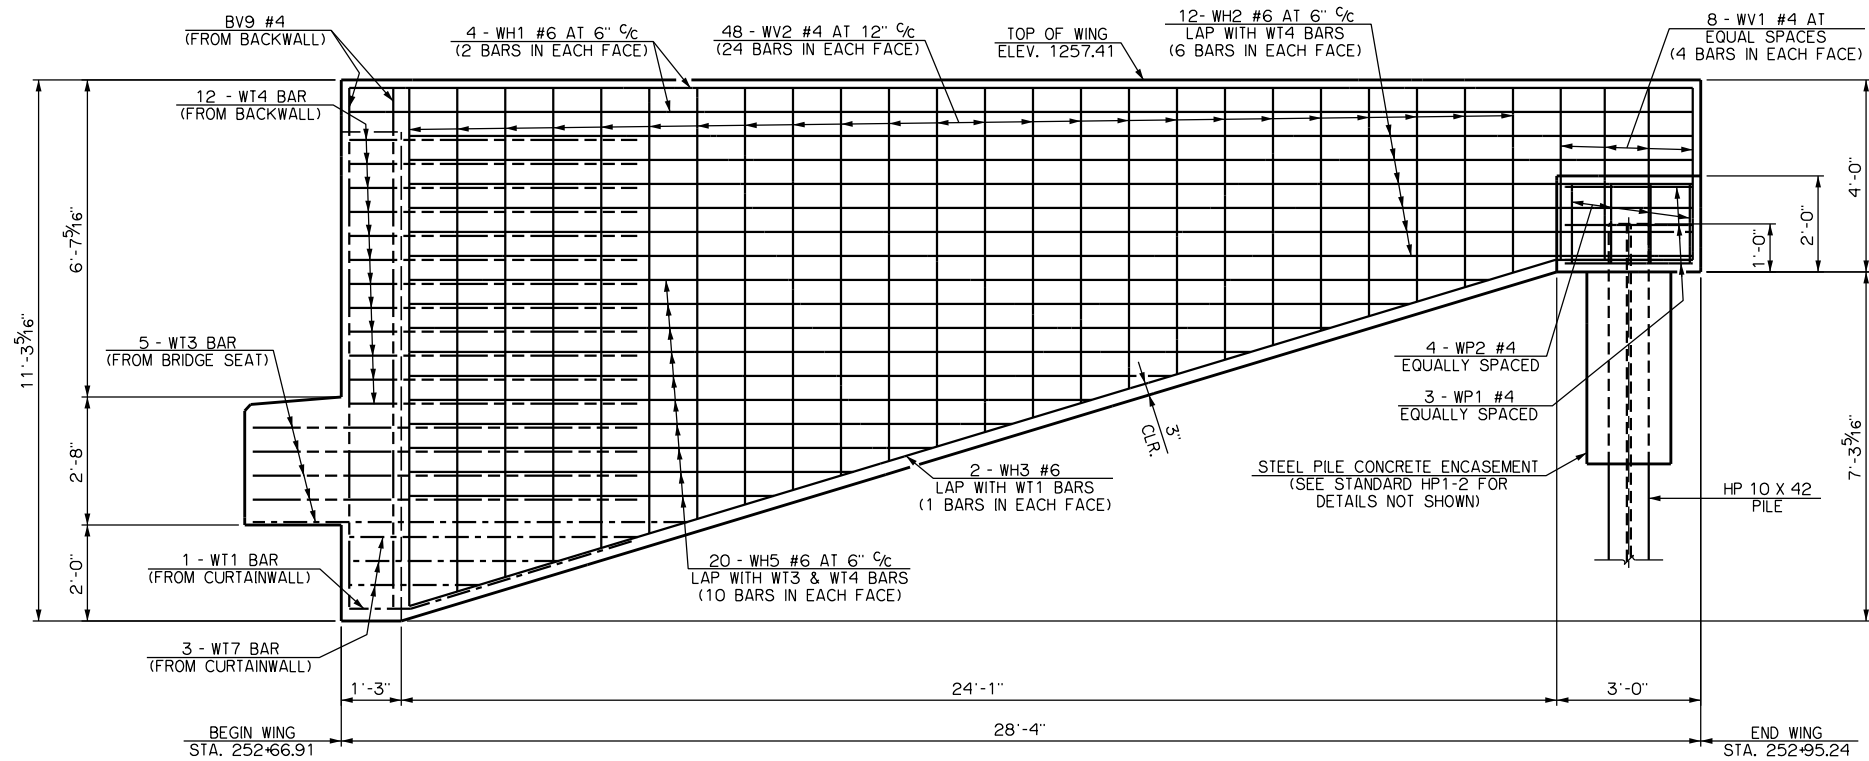 BV9 #4
(FROM BACKWALL)
4 - WH1 #6 AT 6" C/c
(2 BARS IN EACH FACE)
48 - WV2 #4 AT 12" C/c
(24 BARS IN EACH FACE)
TOP OF WING
ELEV. 1257.41
12- WH2 #6 AT 6" C/c
LAP WITH WT4 BARS
(6 BARS IN EACH FACE)
8 - WV1 #4 AT
EQUAL SPACES
(4 BARS IN EACH FACE)
12 - WT4 BAR
(FROM BACKWALL)
11'-3 5/16"
6'-7 5/16"
2'-8"
2'-0"
4'-0"
2'-0"
1'-0"
7'-3 5/16"
5 - WT3 BAR
(FROM BRIDGE SEAT)
4 - WP2 #4
EQUALLY SPACED
3 - WP1 #4
EQUALLY SPACED
3"
CLR.
2 - WH3 #6
LAP WITH WT1 BARS
(1 BARS IN EACH FACE)
STEEL PILE CONCRETE ENCASEMENT
(SEE STANDARD HP1-2 FOR
DETAILS NOT SHOWN)
HP 10 X 42
PILE
1 - WT1 BAR
(FROM CURTAINWALL)
20 - WH5 #6 AT 6" C/c
LAP WITH WT3 & WT4 BARS
(10 BARS IN EACH FACE)
3 - WT7 BAR
(FROM CURTAINWALL)
1'-3"
24'-1"
3'-0"
28'-4"
BEGIN WING
STA. 252+66.91
END WING
STA. 252+95.24